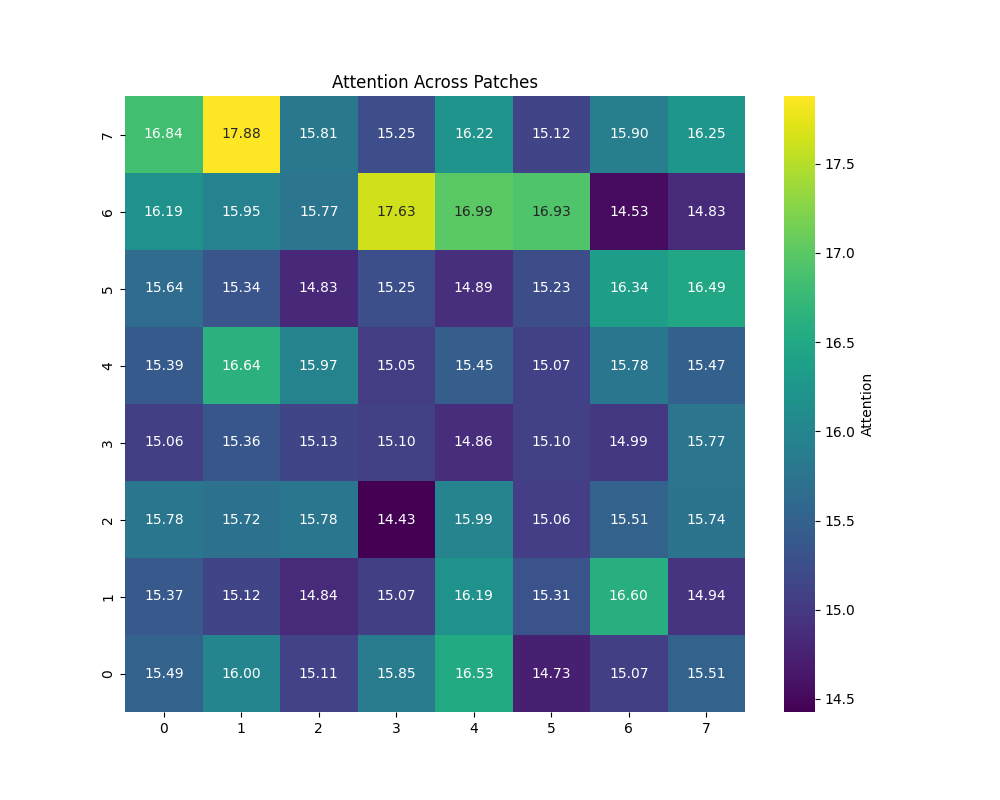 Attention Across Patches
7 16.84 17.88 15.81 15.25 16.22 15.12 15.90 16.25
6 16.19 15.95 15.77 17.63 16.99 16.93 14.53 14.83
5 15.64 15.34 14.83 15.25 14.89 15.23 16.34 16.49
4 15.39 16.64 15.97 15.05 15.45 15.07 15.78 15.47
3 15.06 15.36 15.13 15.10 14.86 15.10 14.99 15.77
2 15.78 15.72 15.78 14.43 15.99 15.06 15.51 15.74
1 15.37 15.12 14.84 15.07 16.19 15.31 16.60 14.94
0 15.49 16.00 15.11 15.85 16.53 14.73 15.07 15.51
0 1 2 3 4 5 6 7
17.5
17.0
16.5
16.0
15.5
15.0
14.5
Attention